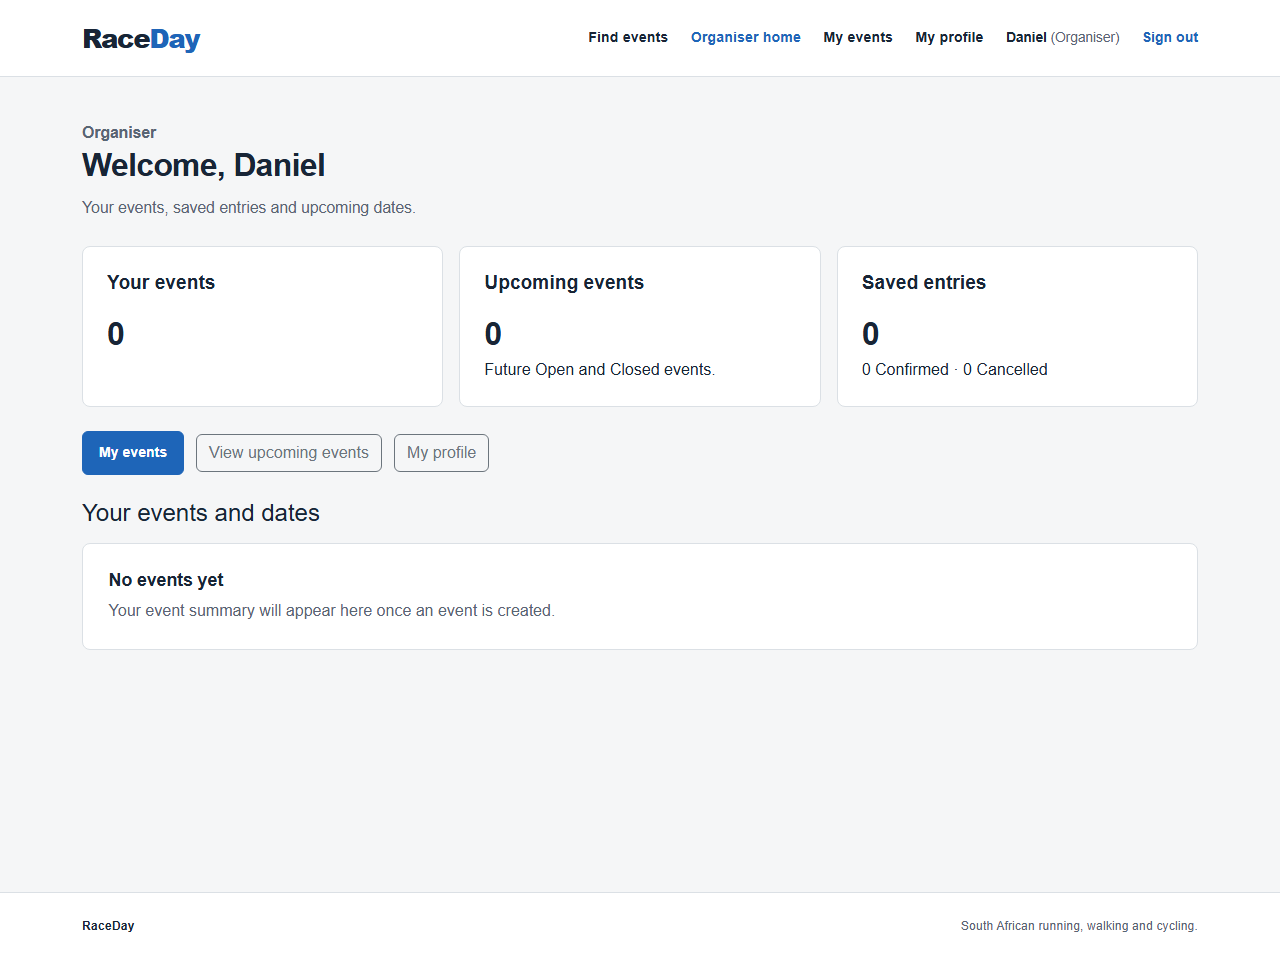 RaceDay
Find events
Organiser home
My events
My profile
Daniel (Organiser)
Sign out
Organiser
Welcome, Daniel
Your events, saved entries and upcoming dates.
Your events
0
Upcoming events
0
Future Open and Closed events.
Saved entries
0
0 Confirmed · 0 Cancelled
My events
View upcoming events
My profile
Your events and dates
No events yet
Your event summary will appear here once an event is created.
RaceDay
South African running, walking and cycling.